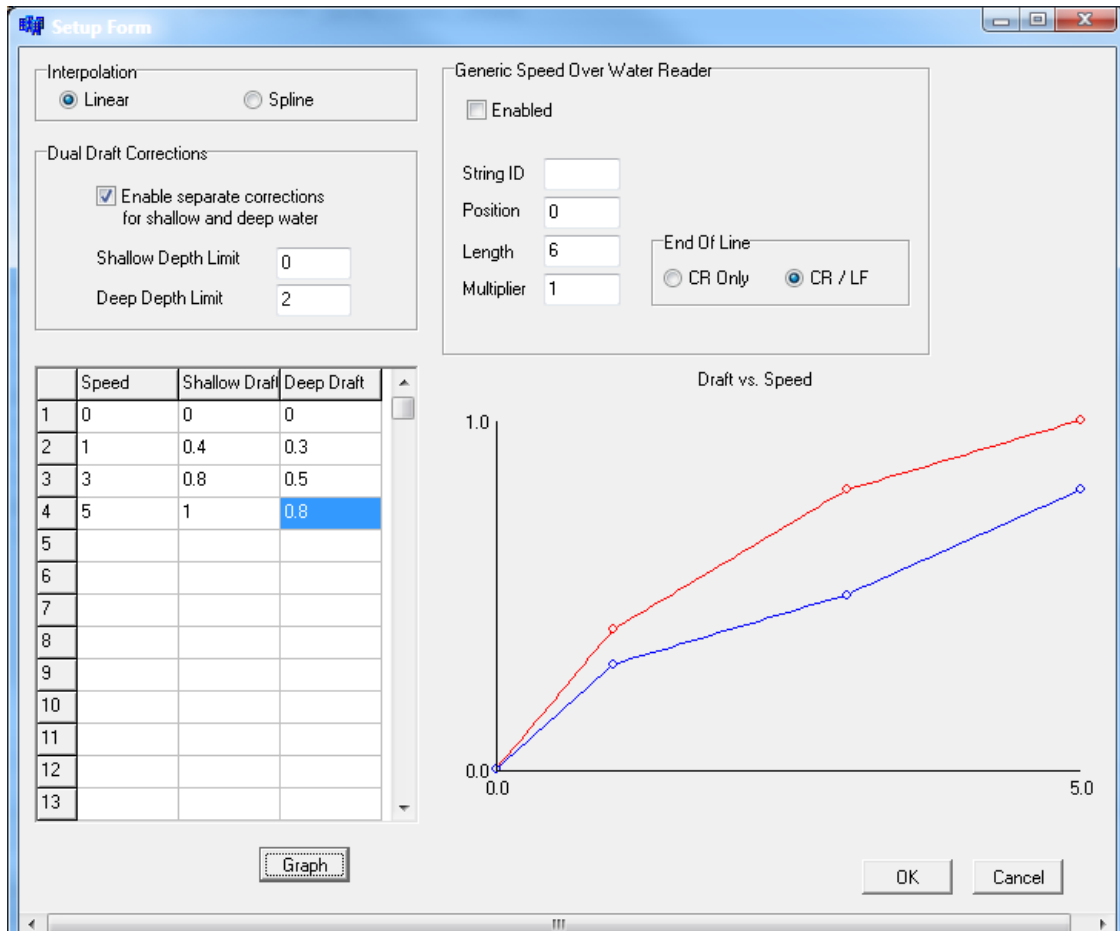 Setup Form
Interpolation
Linear
Spline
Dual Draft Corrections
Enable separate corrections
for shallow and deep water
Shallow Depth Limit 0
Deep Depth Limit 2
Generic Speed Over Water Reader
Enabled
String ID
Position 0
Length 6
Multiplier 1
End Of Line
CR Only
CR / LF
Speed Shallow Draft Deep Draft
1 0 0 0
2 1 0.4 0.3
3 3 0.8 0.5
4 5 1 0.8
5
6
7
8
9
10
11
12
13
Graph
Draft vs. Speed
1.0
0.0
0.0 5.0
OK Cancel